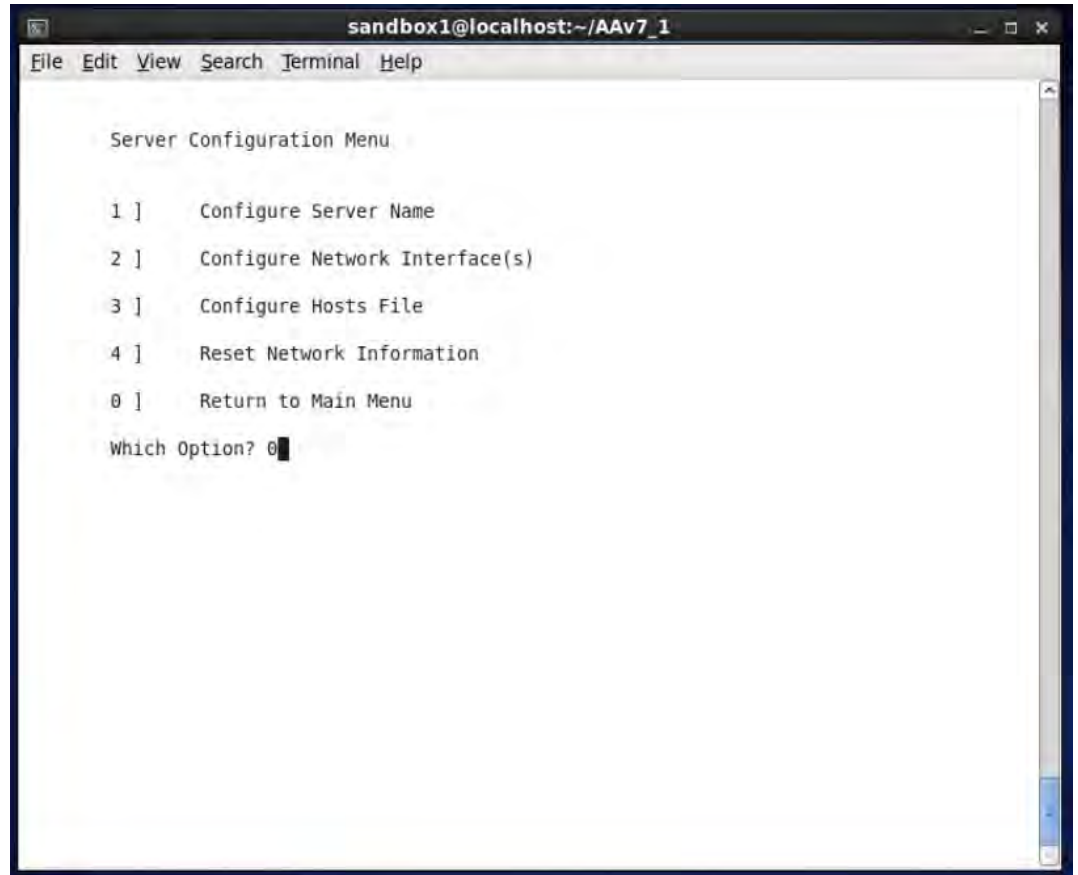 sandbox1@localhost:~/AAv7_1
File Edit View Search Terminal Help
Server Configuration Menu
1 ] Configure Server Name
2 ] Configure Network Interface(s)
3 ] Configure Hosts File
4 ] Reset Network Information
0 ] Return to Main Menu
Which Option? 0